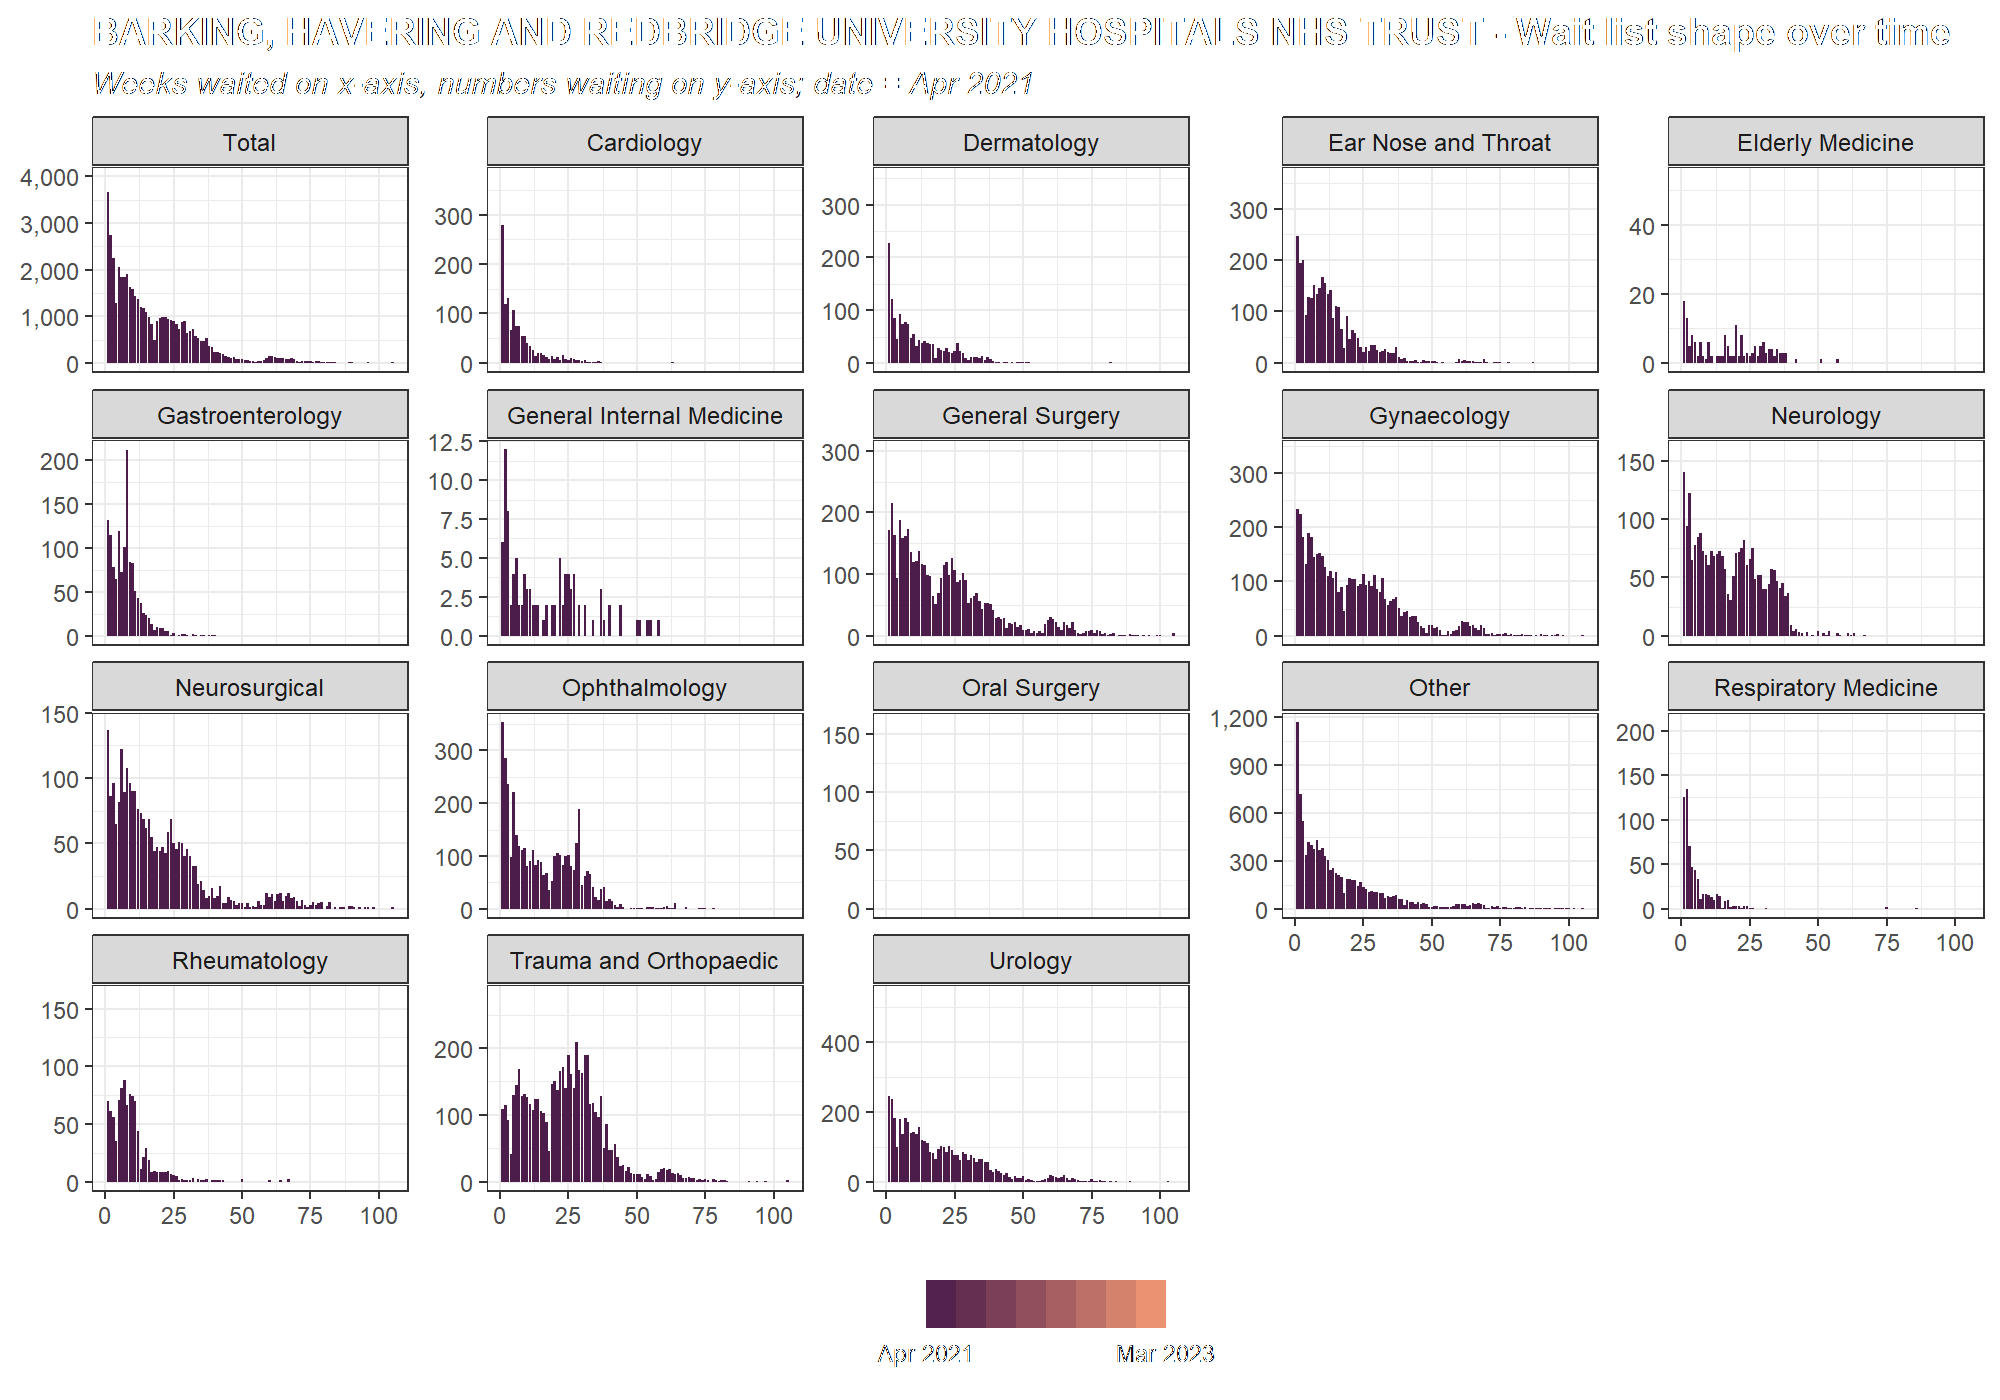 BARKING, HAVERING AND REDBRIDGE UNIVERSITY HOSPITALS NHS TRUST - Wait list shape over time
Weeks waited on x-axis, numbers waiting on y-axis; date = Apr 2021
Total
4,000
3,000
2,000
1,000
0
Cardiology
300
200
100
0
Dermatology
300
200
100
0
Ear Nose and Throat
300
200
100
0
Elderly Medicine
40
20
0
Gastroenterology
200
150
100
50
0
General Internal Medicine
12.5
10.0
7.5
5.0
2.5
0.0
General Surgery
300
200
100
0
Gynaecology
300
200
100
0
Neurology
150
100
50
0
Neurosurgical
150
100
50
0
Ophthalmology
300
200
100
0
Oral Surgery
150
100
50
0
Other
1,200
900
600
300
0
0 25 50 75 100
Respiratory Medicine
200
150
100
50
0
0 25 50 75 100
Rheumatology
150
100
50
0
0 25 50 75 100
Trauma and Orthopaedic
200
100
0
0 25 50 75 100
Urology
400
200
0
0 25 50 75 100
Apr 2021 Mar 2023